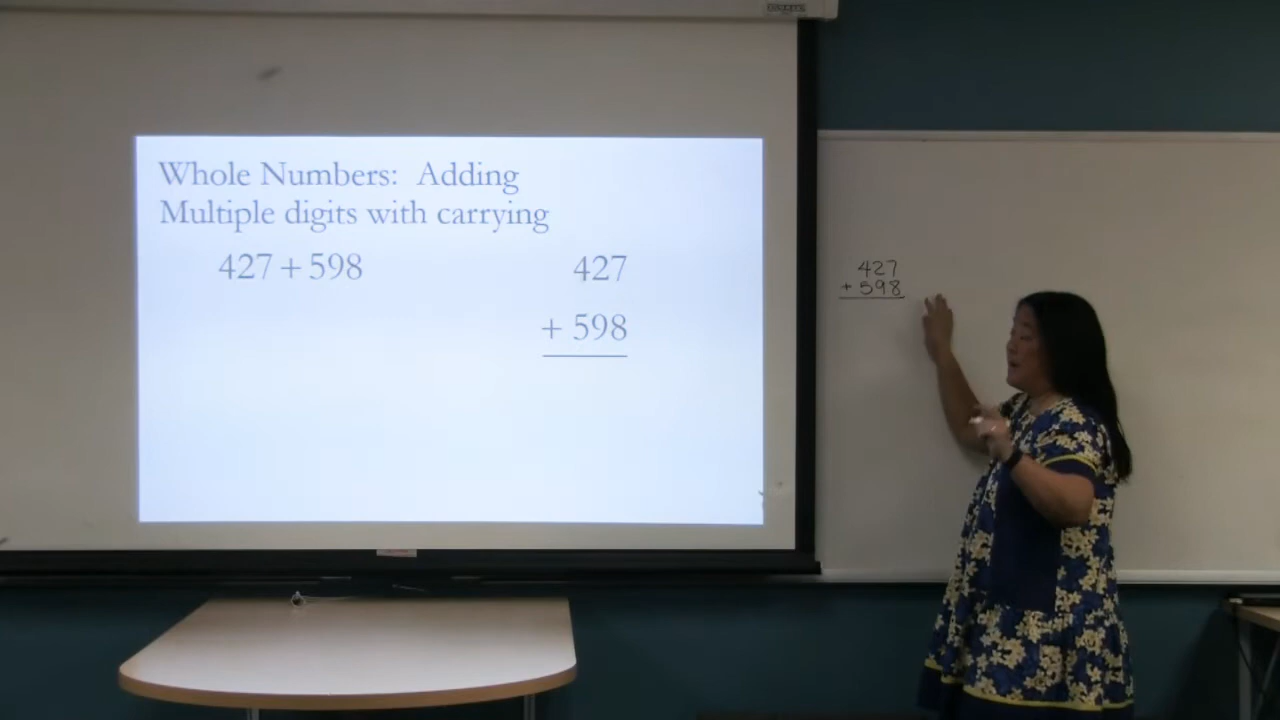 Whole Numbers: Adding
Multiple digits with carrying
427 + 598
427
+ 598
427
+ 598